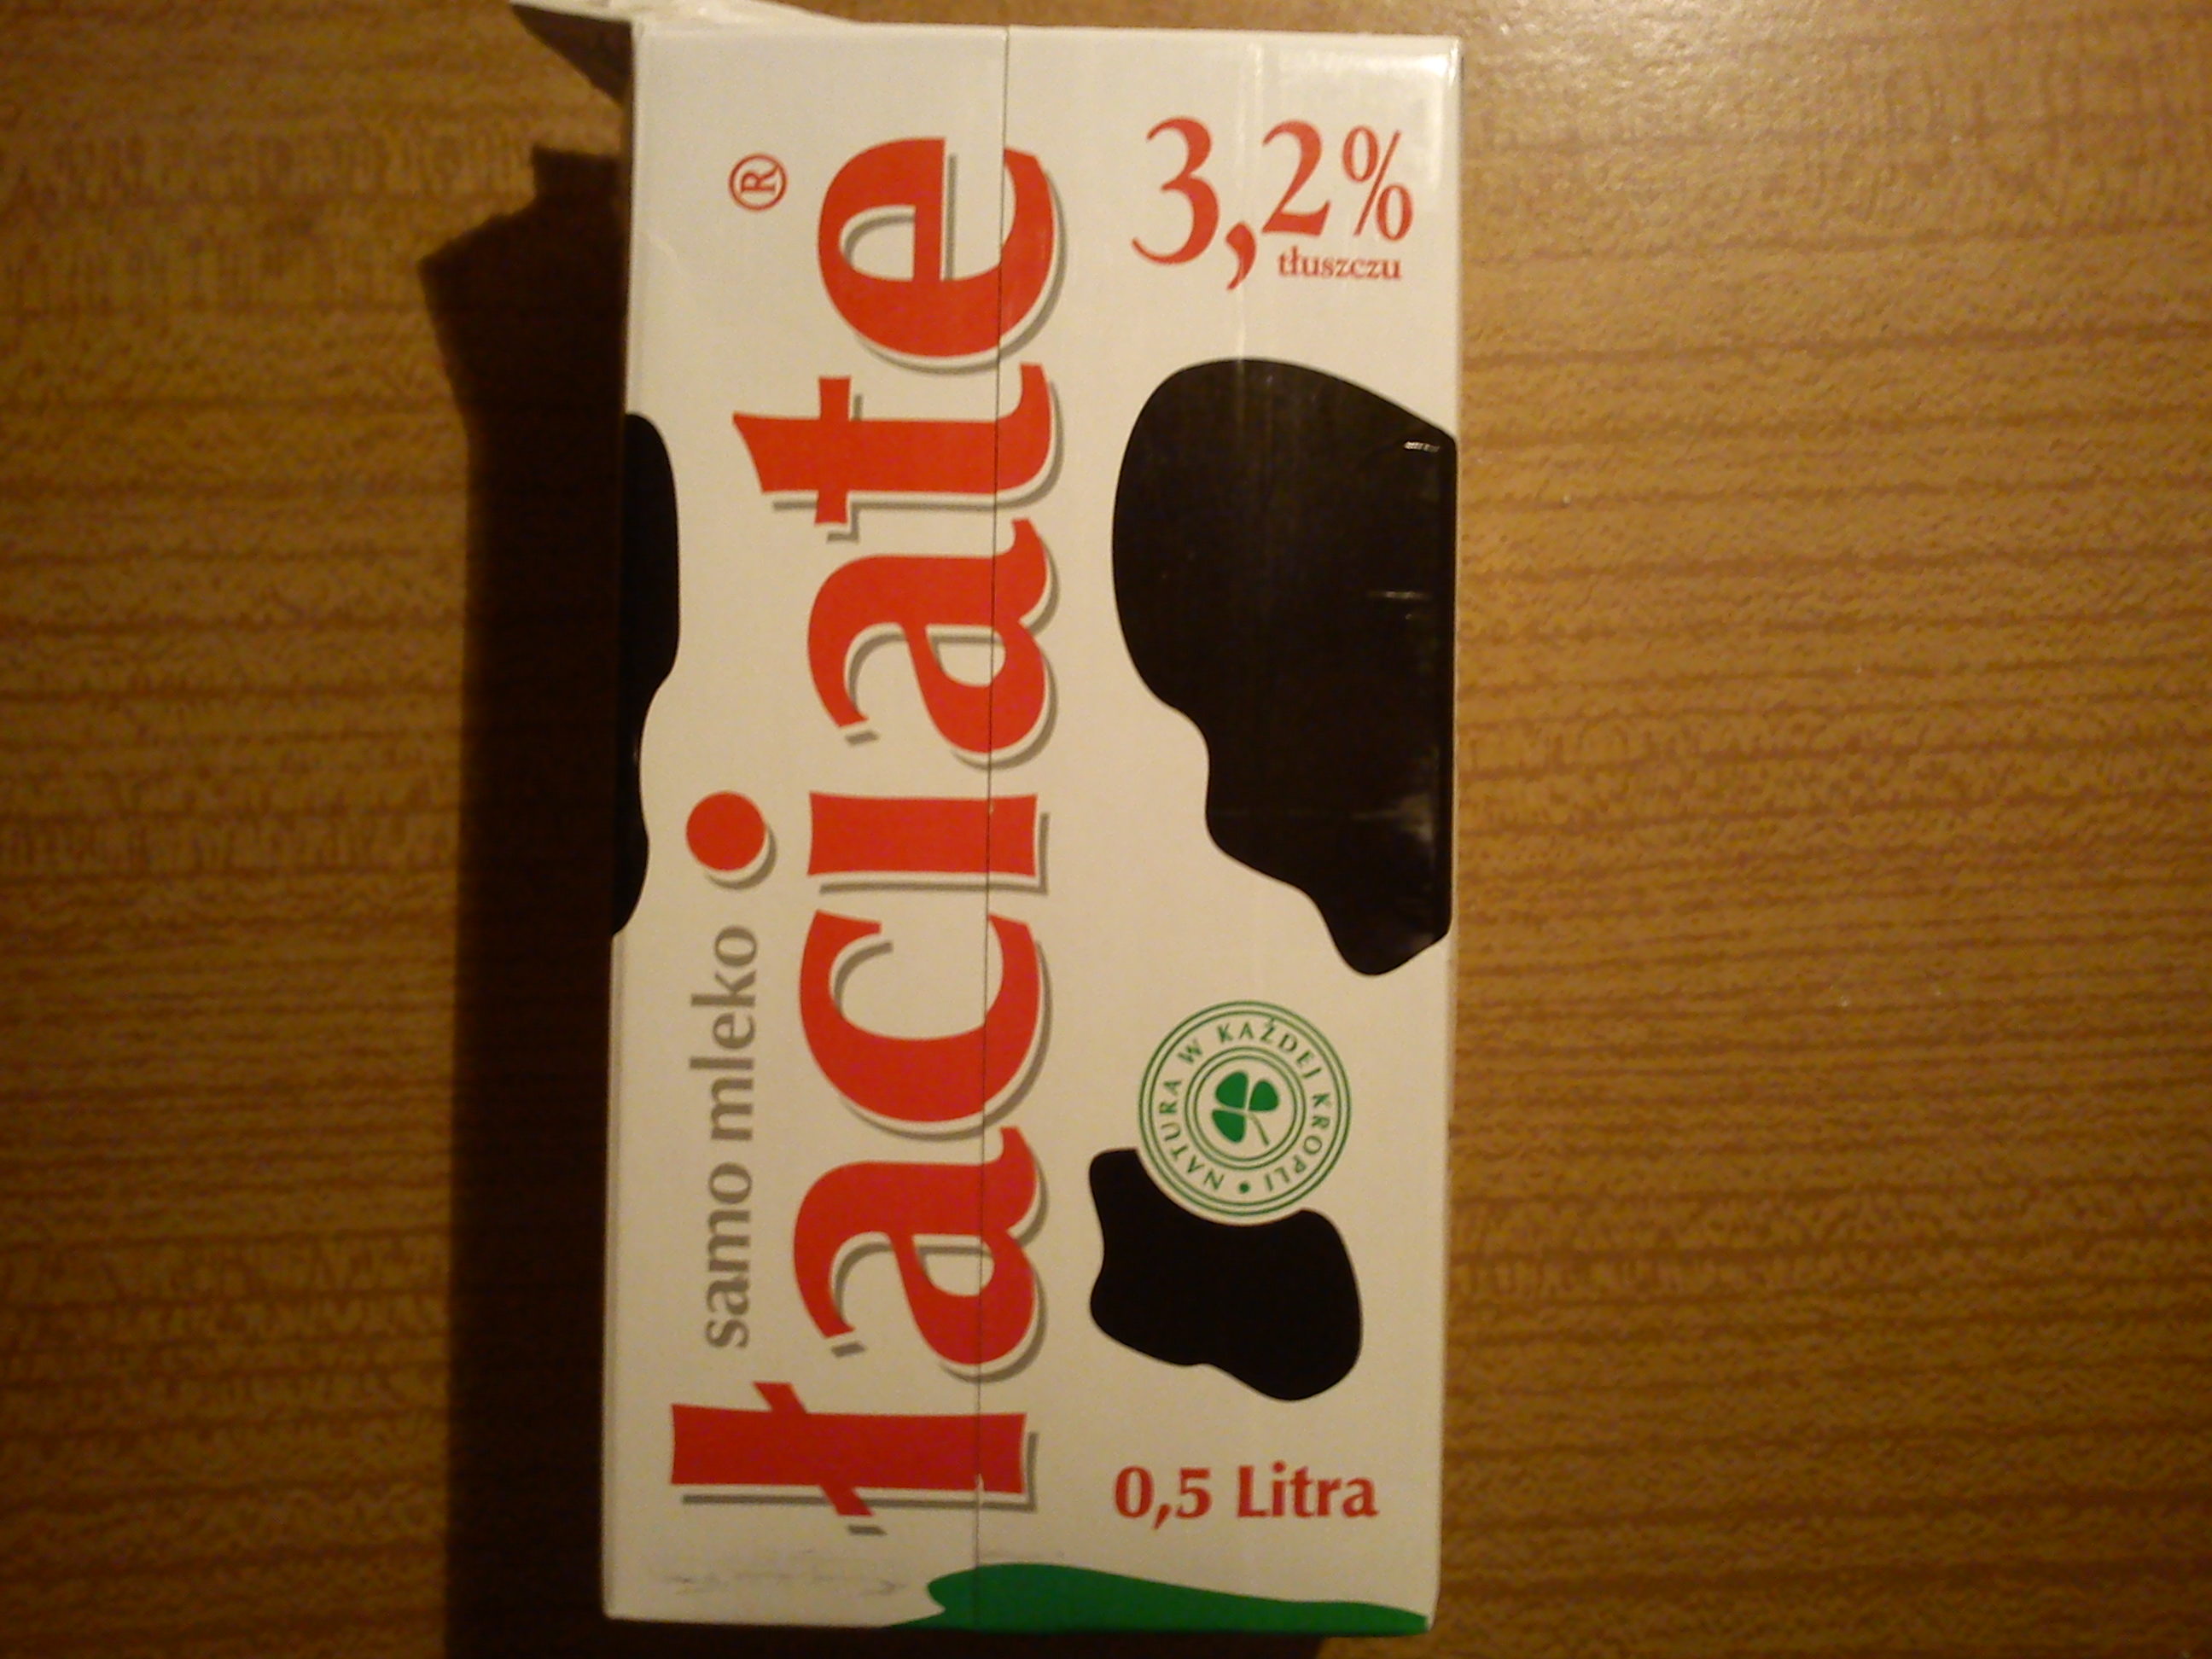 3,2%
tłuszczu
samo mleko
łaciate®
NATURA W KAŻDEJ KROPLI •
0,5 Litra